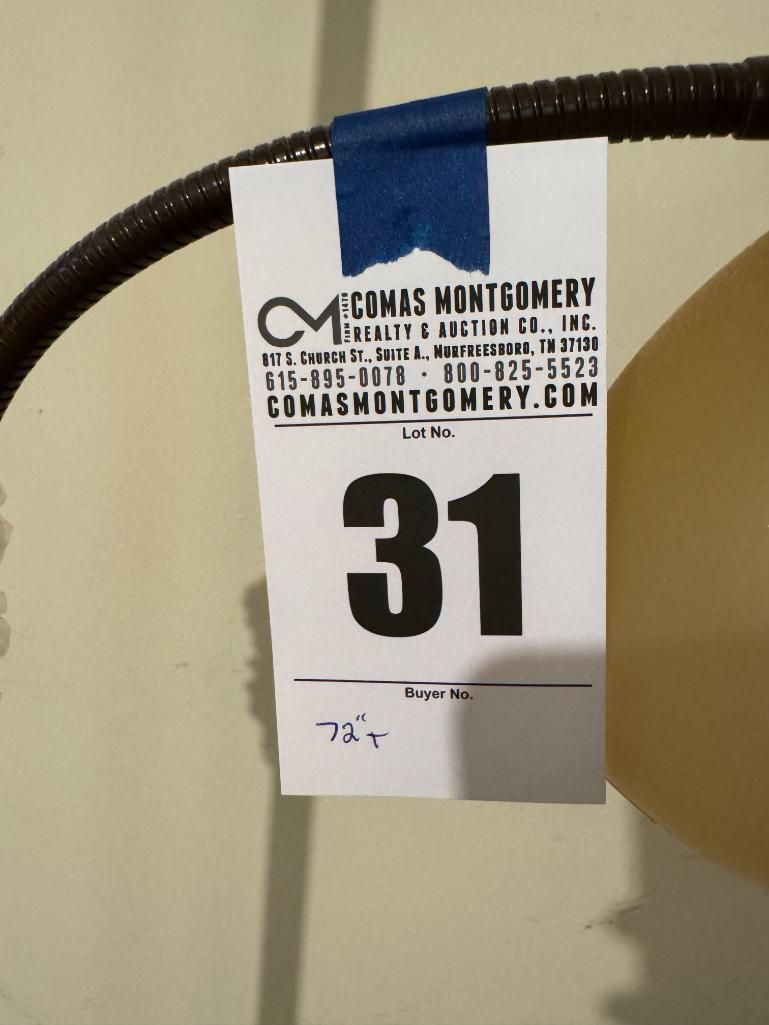 CM FIRM #1478 COMAS MONTGOMERY
REALTY & AUCTION CO., INC.
817 S. CHURCH ST., SUITE A., MURFREESBORO, TN 37130
615-895-0078 · 800-825-5523
COMASMONTGOMERY.COM
Lot No.
31
Buyer No.
72" T